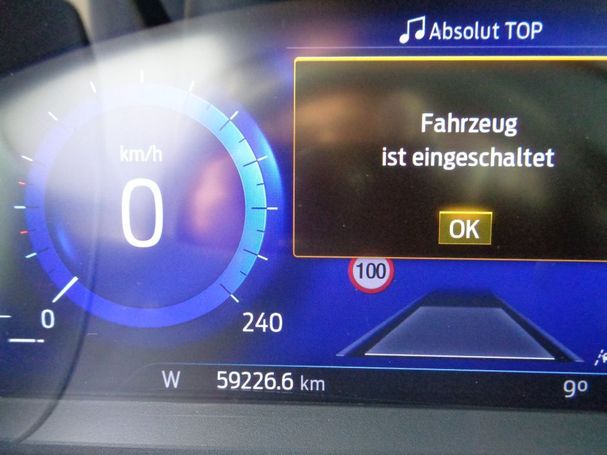 Absolut TOP
km/h
0
Fahrzeug
ist eingeschaltet
OK
100
0
240
W 59226.6 km 9°